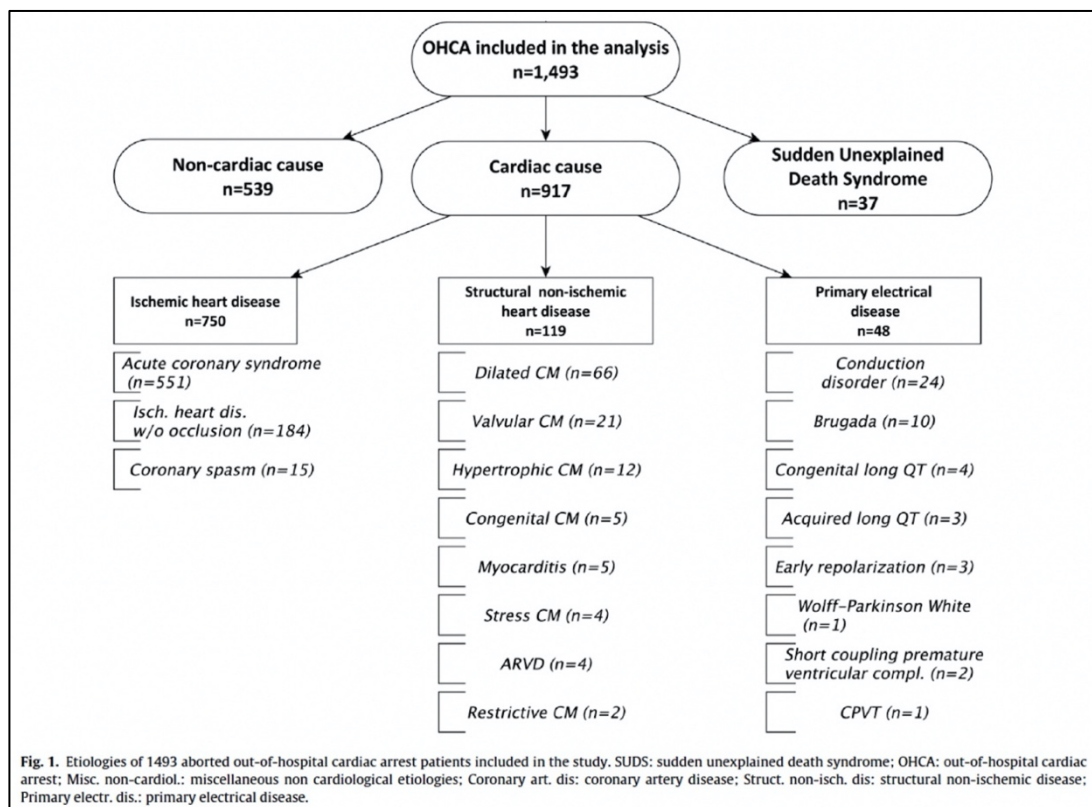 OHCA included in the analysis
n=1,493
Non-cardiac cause
n=539
Cardiac cause
n=917
Sudden Unexplained
Death Syndrome
n=37
Ischemic heart disease
n=750
Acute coronary syndrome
(n=551)
Isch. heart dis.
w/o occlusion (n=184)
Coronary spasm (n=15)
Structural non-ischemic
heart disease
n=119
Dilated CM (n=66)
Valvular CM (n=21)
Hypertrophic CM (n=12)
Congenital CM (n=5)
Myocarditis (n=5)
Stress CM (n=4)
ARVD (n=4)
Restrictive CM (n=2)
Primary electrical
disease
n=48
Conduction
disorder (n=24)
Brugada (n=10)
Congenital long QT (n=4)
Acquired long QT (n=3)
Early repolarization (n=3)
Wolff-Parkinson White
(n=1)
Short coupling premature
ventricular compl. (n=2)
CPVT (n=1)
Fig. 1. Etiologies of 1493 aborted out-of-hospital cardiac arrest patients included in the study. SUDS: sudden unexplained death syndrome; OHCA: out-of-hospital cardiac
arrest; Misc. non-cardiol.: miscellaneous non cardiological etiologies; Coronary art. dis: coronary artery disease; Struct. non-isch. dis: structural non-ischemic disease;
Primary electr. dis.: primary electrical disease.